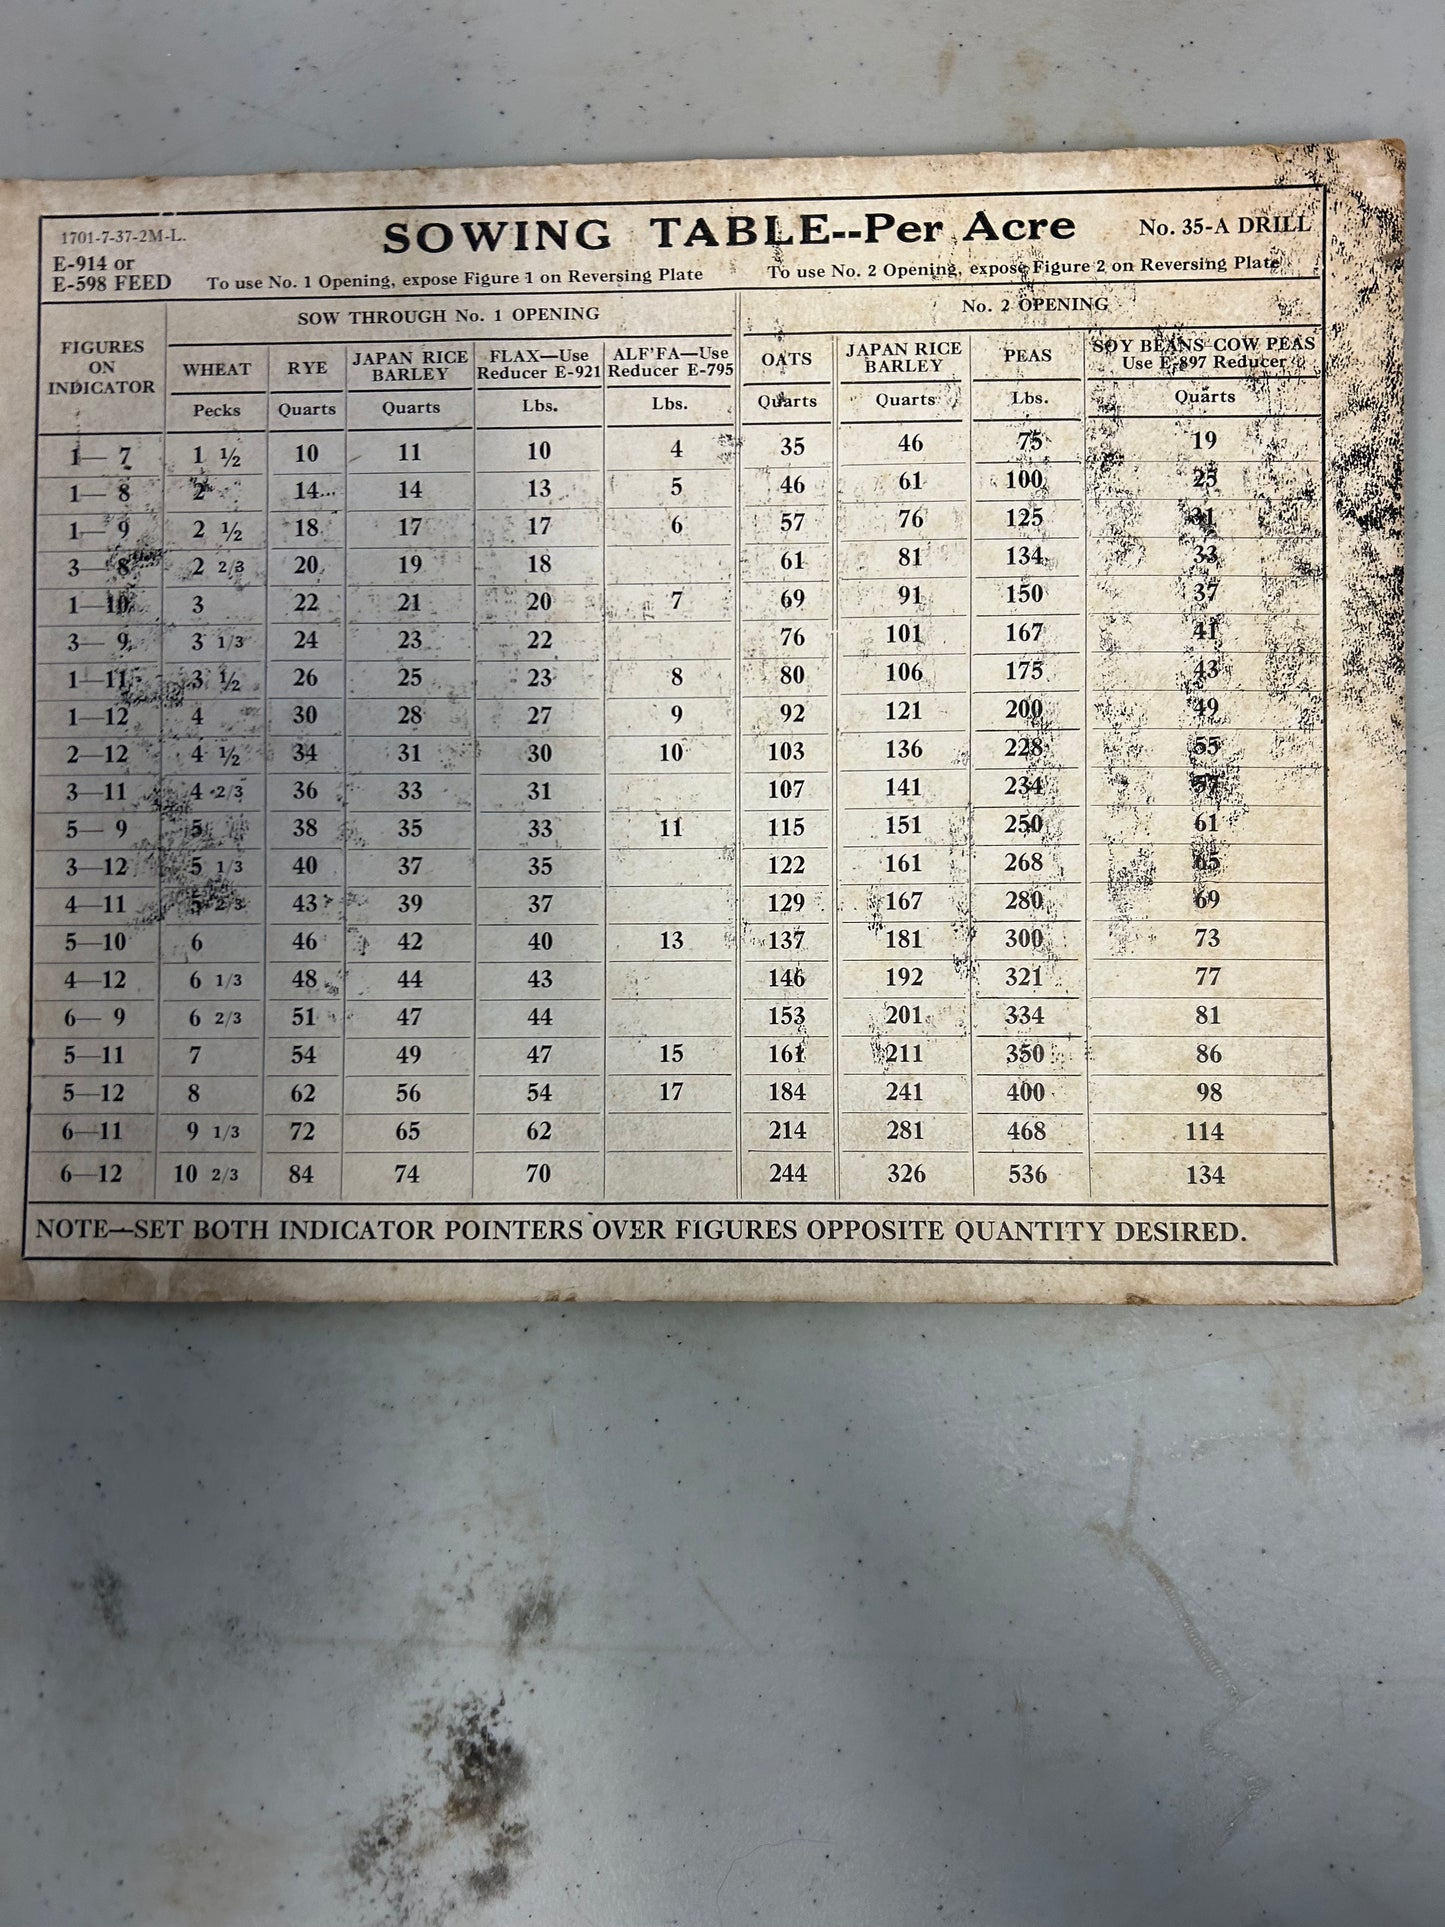 1701-7-37-2M-L.
SOWING TABLE--Per Acre
No. 35-A DRILL
E-914 or
E-598 FEED
To use No. 1 Opening, expose Figure 1 on Reversing Plate
To use No. 2 Opening, expose Figure 2 on Reversing Plate
SOW THROUGH No. 1 OPENING
No. 2 OPENING
FIGURES
ON
INDICATOR
WHEAT
Pecks
RYE
Quarts
JAPAN RICE
BARLEY
Quarts
FLAX—Use
Reducer E-921
Lbs.
ALF'FA—Use
Reducer E-795
Lbs.
OATS
Quarts
JAPAN RICE
BARLEY
Quarts
PEAS
Lbs.
SOY BEANS-COW PEAS
Use E-897 Reducer
Quarts
1— 7 1 ½ 10 11 10 4 35 46 75 19
1— 8 2 14 14 13 5 46 61 100 25
1— 9 2 ½ 18 17 17 6 57 76 125 31
3— 8 2 2/3 20 19 18 61 81 134 33
1—10 3 22 21 20 7 69 91 150 37
3— 9 3 1/3 24 23 22 76 101 167 41
1—11 3 ½ 26 25 23 8 80 106 175 43
1—12 4 30 28 27 9 92 121 200 49
2—12 4 ½ 34 31 30 10 103 136 228 55
3—11 4 2/3 36 33 31 107 141 234 57
5— 9 5 38 35 33 11 115 151 250 61
3—12 5 1/3 40 37 35 122 161 268 65
4—11 5 2/3 43 39 37 129 167 280 69
5—10 6 46 42 40 13 137 181 300 73
4—12 6 1/3 48 44 43 146 192 321 77
6— 9 6 2/3 51 47 44 153 201 334 81
5—11 7 54 49 47 15 161 211 350 86
5—12 8 62 56 54 17 184 241 400 98
6—11 9 1/3 72 65 62 214 281 468 114
6—12 10 2/3 84 74 70 244 326 536 134
NOTE—SET BOTH INDICATOR POINTERS OVER FIGURES OPPOSITE QUANTITY DESIRED.